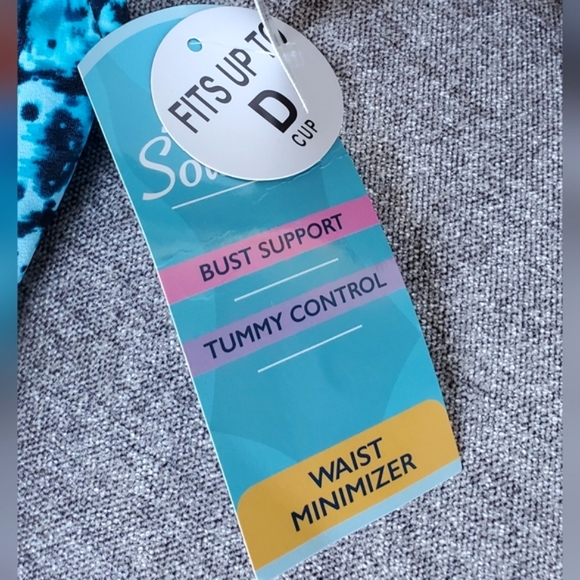 FITS UP TO
D
CUP
BUST SUPPORT
TUMMY CONTROL
WAIST
MINIMIZER